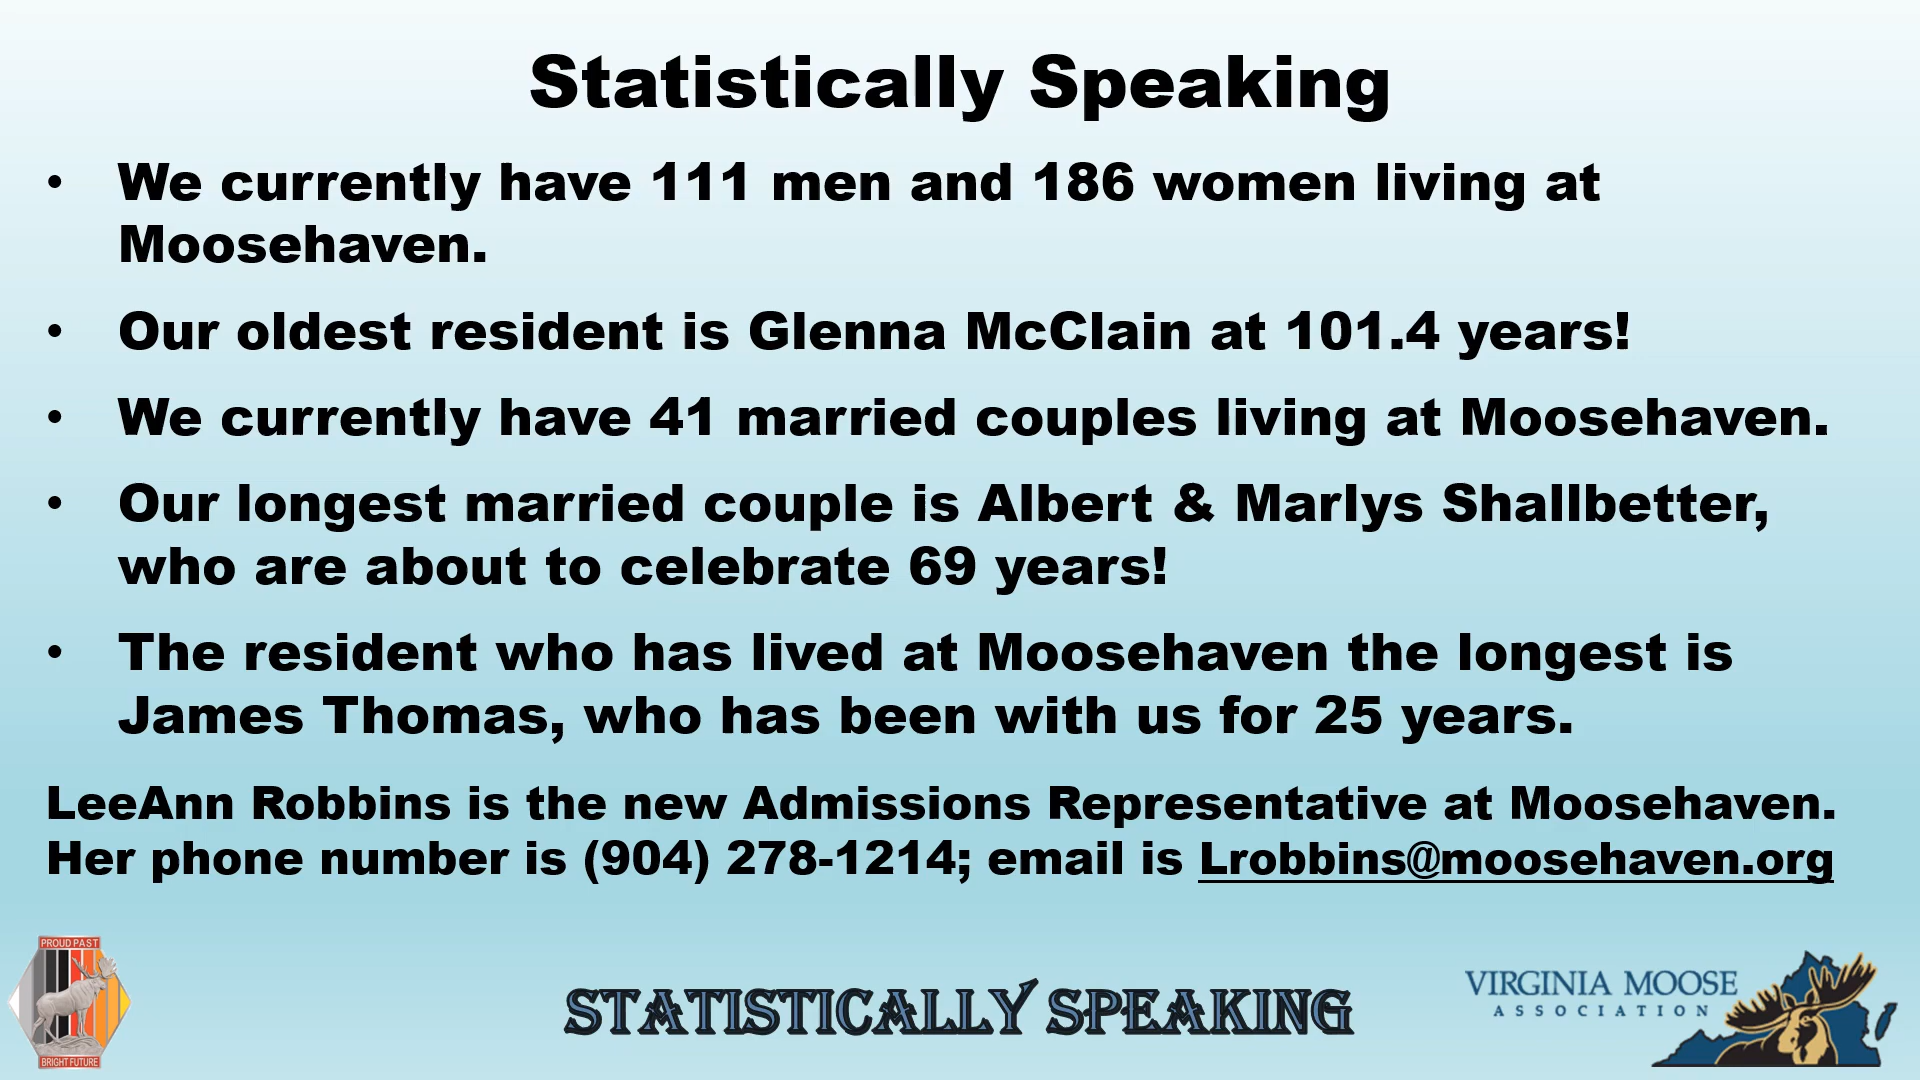 Statistically Speaking
• We currently have 111 men and 186 women living at
Moosehaven.
• Our oldest resident is Glenna McClain at 101.4 years!
• We currently have 41 married couples living at Moosehaven.
• Our longest married couple is Albert & Marlys Shallbetter,
who are about to celebrate 69 years!
• The resident who has lived at Moosehaven the longest is
James Thomas, who has been with us for 25 years.
LeeAnn Robbins is the new Admissions Representative at Moosehaven.
Her phone number is (904) 278-1214; email is Lrobbins@moosehaven.org
PROUD PAST
BRIGHT FUTURE
STATISTICALLY SPEAKING
VIRGINIA MOOSE
ASSOCIATION